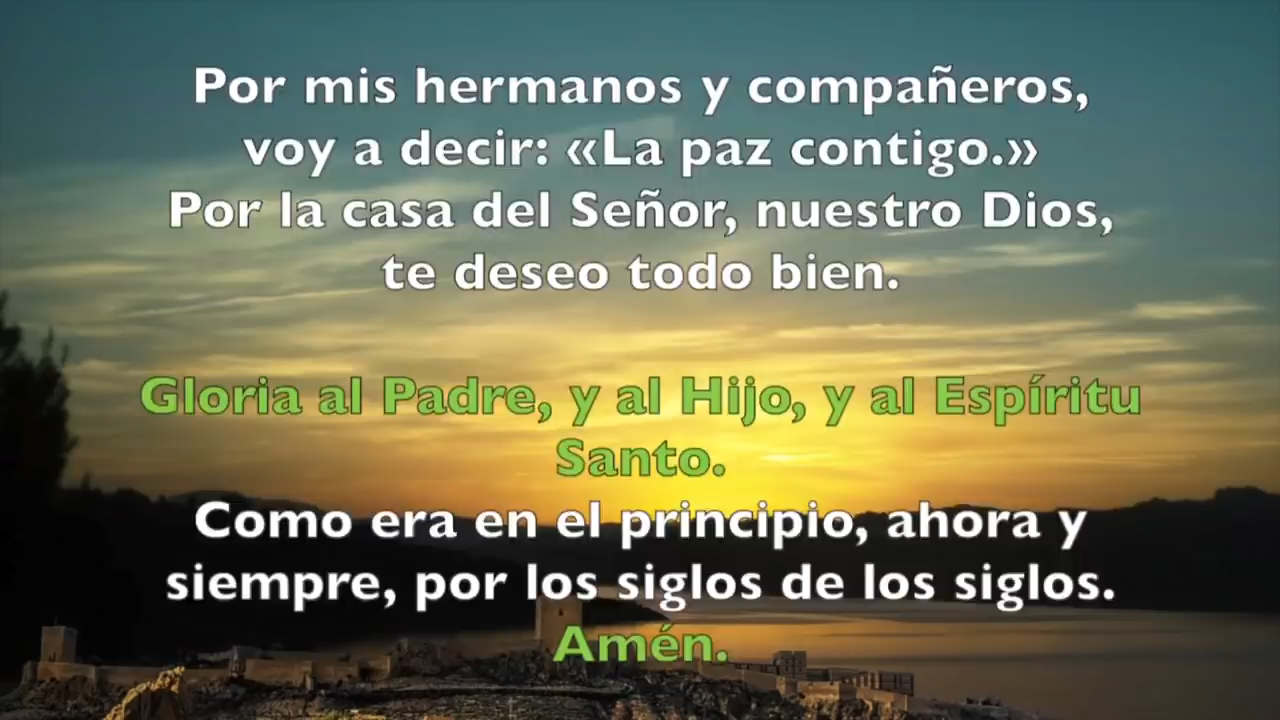 Por mis hermanos y compañeros,
voy a decir: «La paz contigo.»
Por la casa del Señor, nuestro Dios,
te deseo todo bien.
Gloria al Padre, y al Hijo, y al Espíritu
Santo.
Como era en el principio, ahora y
siempre, por los siglos de los siglos.
Amén.